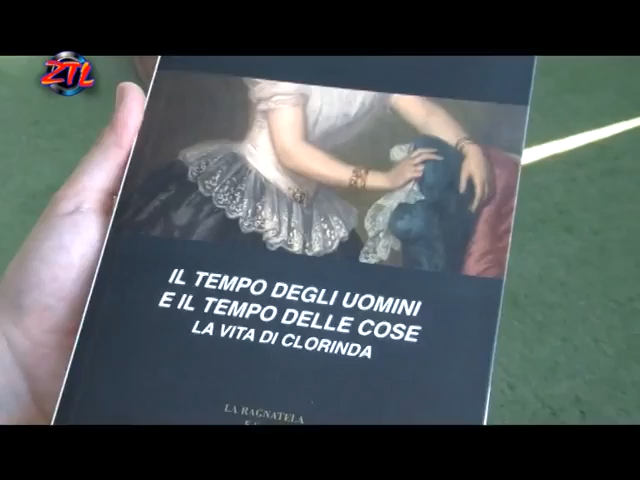 ZTL
IL TEMPO DEGLI UOMINI
E IL TEMPO DELLE COSE
LA VITA DI CLORINDA
LA RAGNATELA